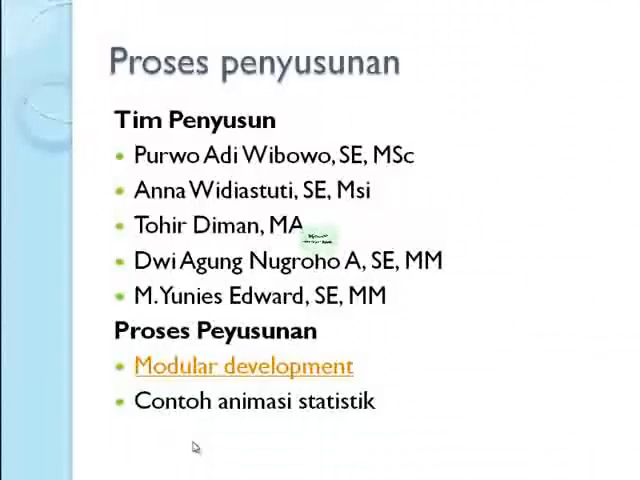 Proses penyusunan
Tim Penyusun
Purwo Adi Wibowo, SE, MSc
Anna Widiastuti, SE, Msi
Tohir Diman, MA
Dwi Agung Nugroho A, SE, MM
M. Yunies Edward, SE, MM
Proses Peyusunan
Modular development
Contoh animasi statistik